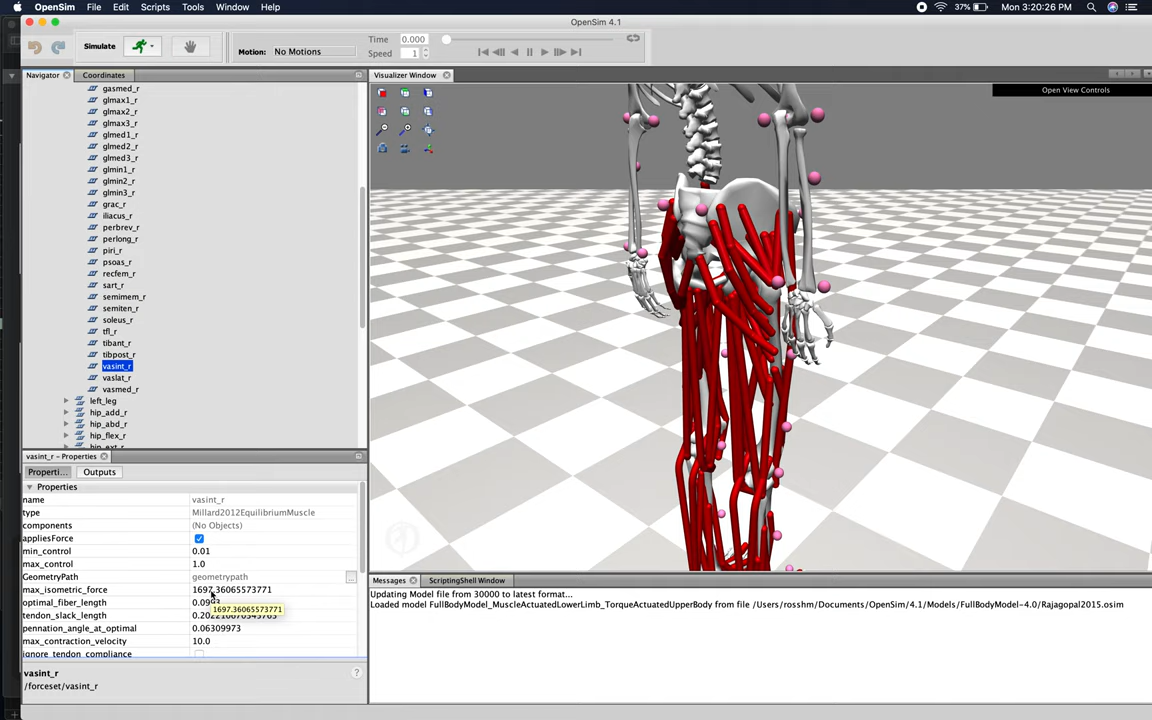 OpenSim File Edit Scripts Tools Window Help 37% Mon 3:20:26 PM
OpenSim 4.1
Simulate Motion: No Motions Time 0.000
Speed 1
Navigator Coordinates Visualizer Window
Open View Controls
gasmed_r
glmax1_r
glmax2_r
glmax3_r
glmed1_r
glmed2_r
glmed3_r
glmin1_r
glmin2_r
glmin3_r
grac_r
iliacus_r
perbrev_r
perlong_r
piri_r
psoas_r
recfem_r
sart_r
semimem_r
semiten_r
soleus_r
tfl_r
tibant_r
tibpost_r
vasint_r
vaslat_r
vasmed_r
left_leg
hip_add_r
hip_abd_r
hip_flex_r
hip_ext_r
vasint_r - Properties
Properti... Outputs
Properties
name vasint_r
type Millard2012EquilibriumMuscle
components (No Objects)
appliesForce
min_control 0.01
max_control 1.0
GeometryPath geometrypath ...
max_isometric_force 1697.36065573771
optimal_fiber_length
1697.36065573771
tendon_slack_length
pennation_angle_at_optimal 0.06309973
max_contraction_velocity 10.0
ignore_tendon_compliance
vasint_r ?
/forceset/vasint_r
Messages ScriptingShell Window
Updating Model file from 30000 to latest format...
Loaded model FullBodyModel_MuscleActuatedLowerLimb_TorqueActuatedUpperBody from file /Users/rosshm/Documents/OpenSim/4.1/Models/FullBodyModel-4.0/Rajagopal2015.osim